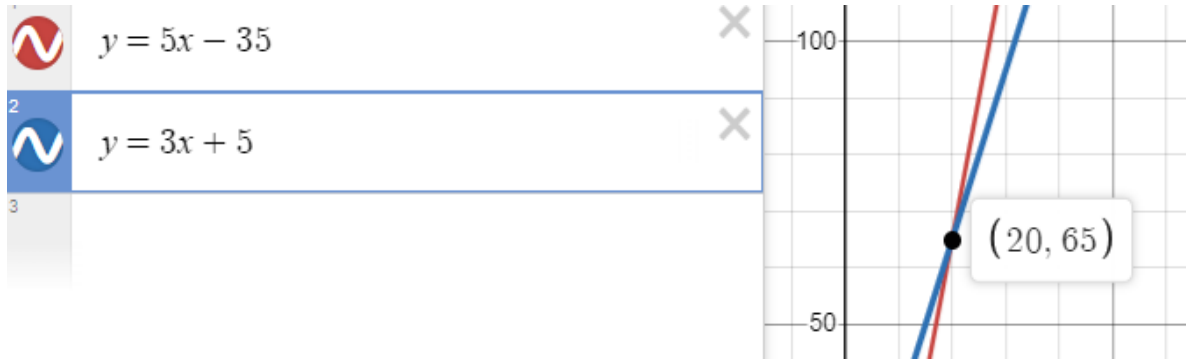 y = 5x − 35
100
2
y = 3x + 5
3
(20, 65)
50